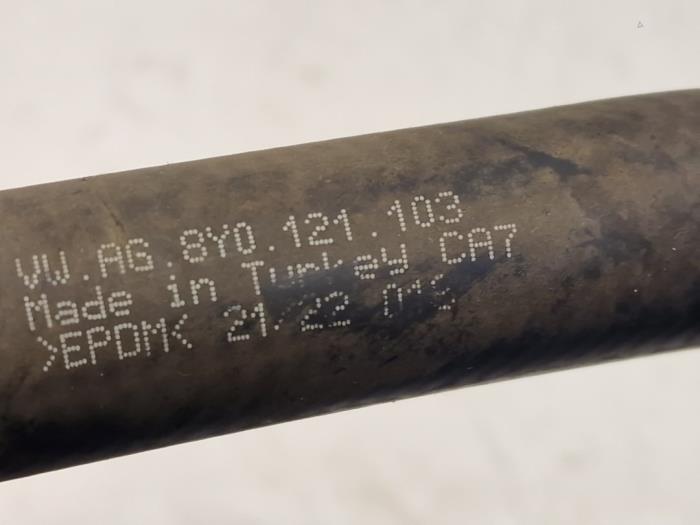 VW.AG.8Y0.121.103
Made in Turkey CA7
>EPDM< 21/22